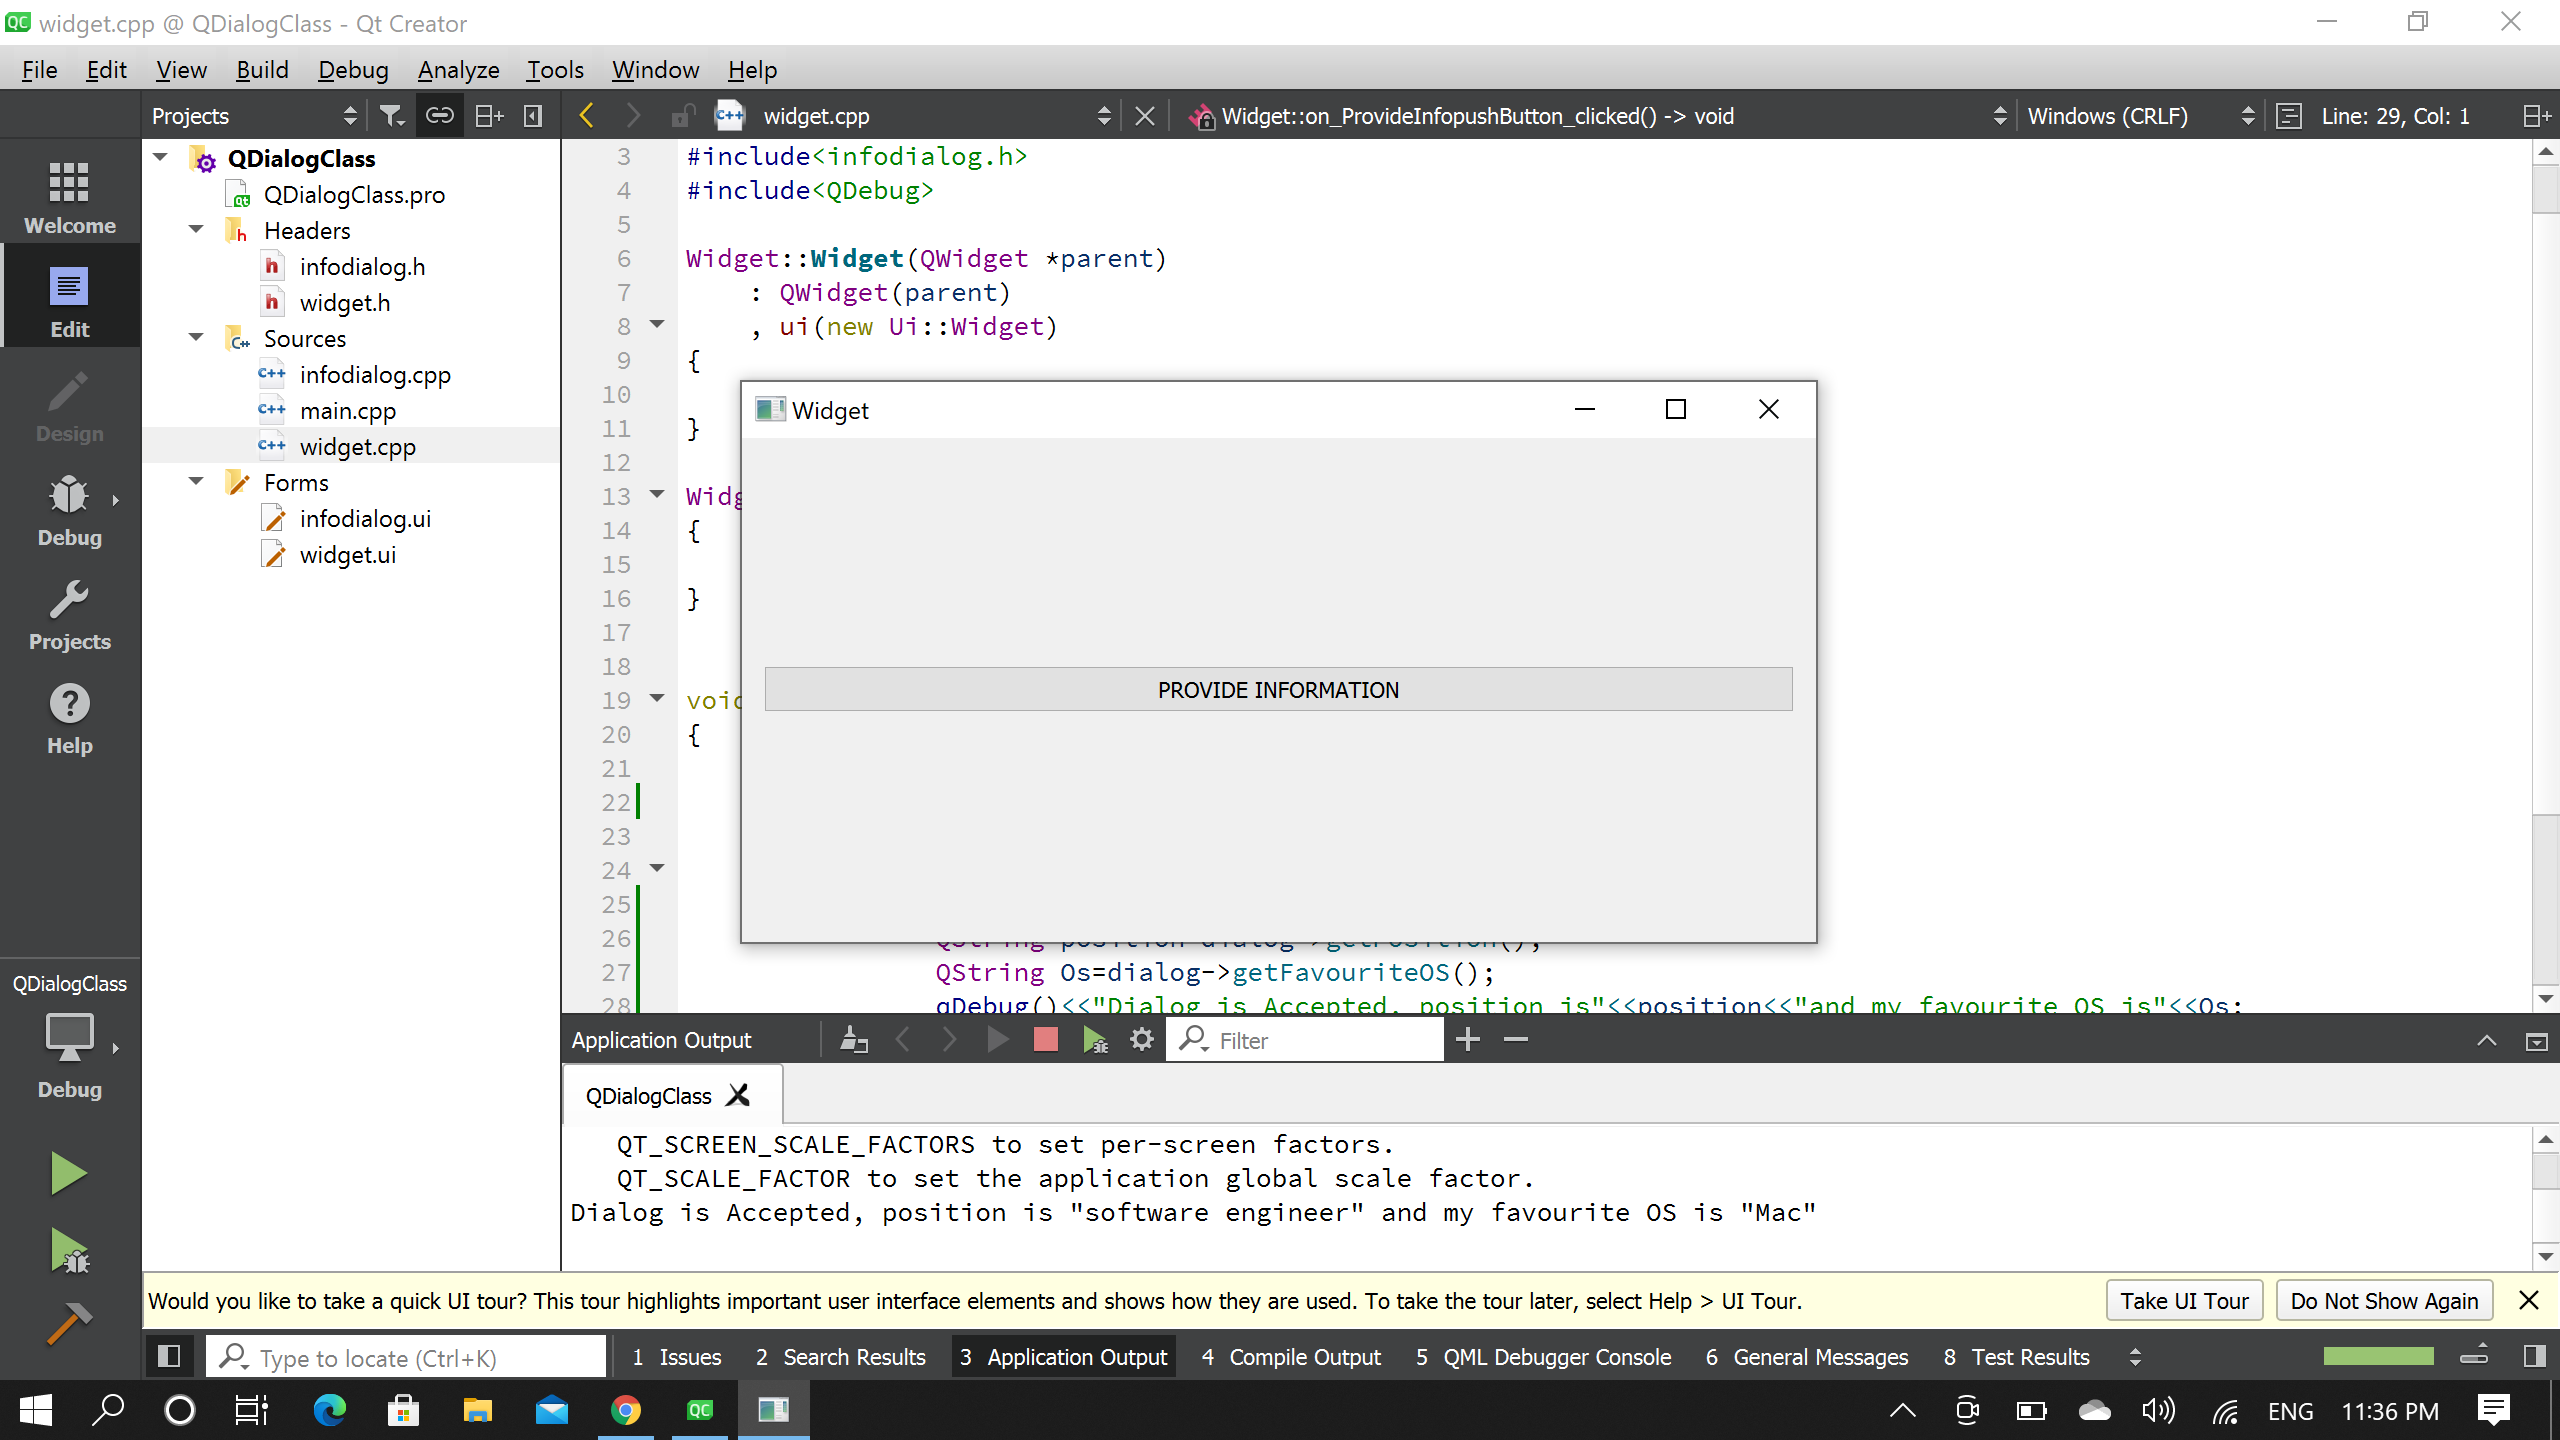 widget.cpp @ QDialogClass - Qt Creator
File Edit View Build Debug Analyze Tools Window Help
Projects
widget.cpp
Widget::on_ProvideInfopushButton_clicked() -> void
Windows (CRLF)
Line: 29, Col: 1
Welcome
Edit
Design
Debug
Projects
Help
QDialogClass
Debug
QDialogClass
QDialogClass.pro
Headers
infodialog.h
widget.h
Sources
infodialog.cpp
main.cpp
widget.cpp
Forms
infodialog.ui
widget.ui
3 #include<infodialog.h>
4 #include<QDebug>
5
6 Widget::Widget(QWidget *parent)
7 : QWidget(parent)
8 , ui(new Ui::Widget)
9 {
10
11 }
12
13 Widg
14 {
15
16 }
17
18
19 void
20 {
21
22
23
24
25
26 QString position=dialog->getPosition();
27 QString Os=dialog->getFavouriteOS();
28 qDebug()<<"Dialog is Accepted, position is"<<position<<"and my favourite OS is"<<Os;
Widget
PROVIDE INFORMATION
Application Output
Filter
QDialogClass
QT_SCREEN_SCALE_FACTORS to set per-screen factors.
QT_SCALE_FACTOR to set the application global scale factor.
Dialog is Accepted, position is "software engineer" and my favourite OS is "Mac"
Would you like to take a quick UI tour? This tour highlights important user interface elements and shows how they are used. To take the tour later, select Help > UI Tour.
Take UI Tour
Do Not Show Again
Type to locate (Ctrl+K)
1 Issues
2 Search Results
3 Application Output
4 Compile Output
5 QML Debugger Console
6 General Messages
8 Test Results
ENG
11:36 PM